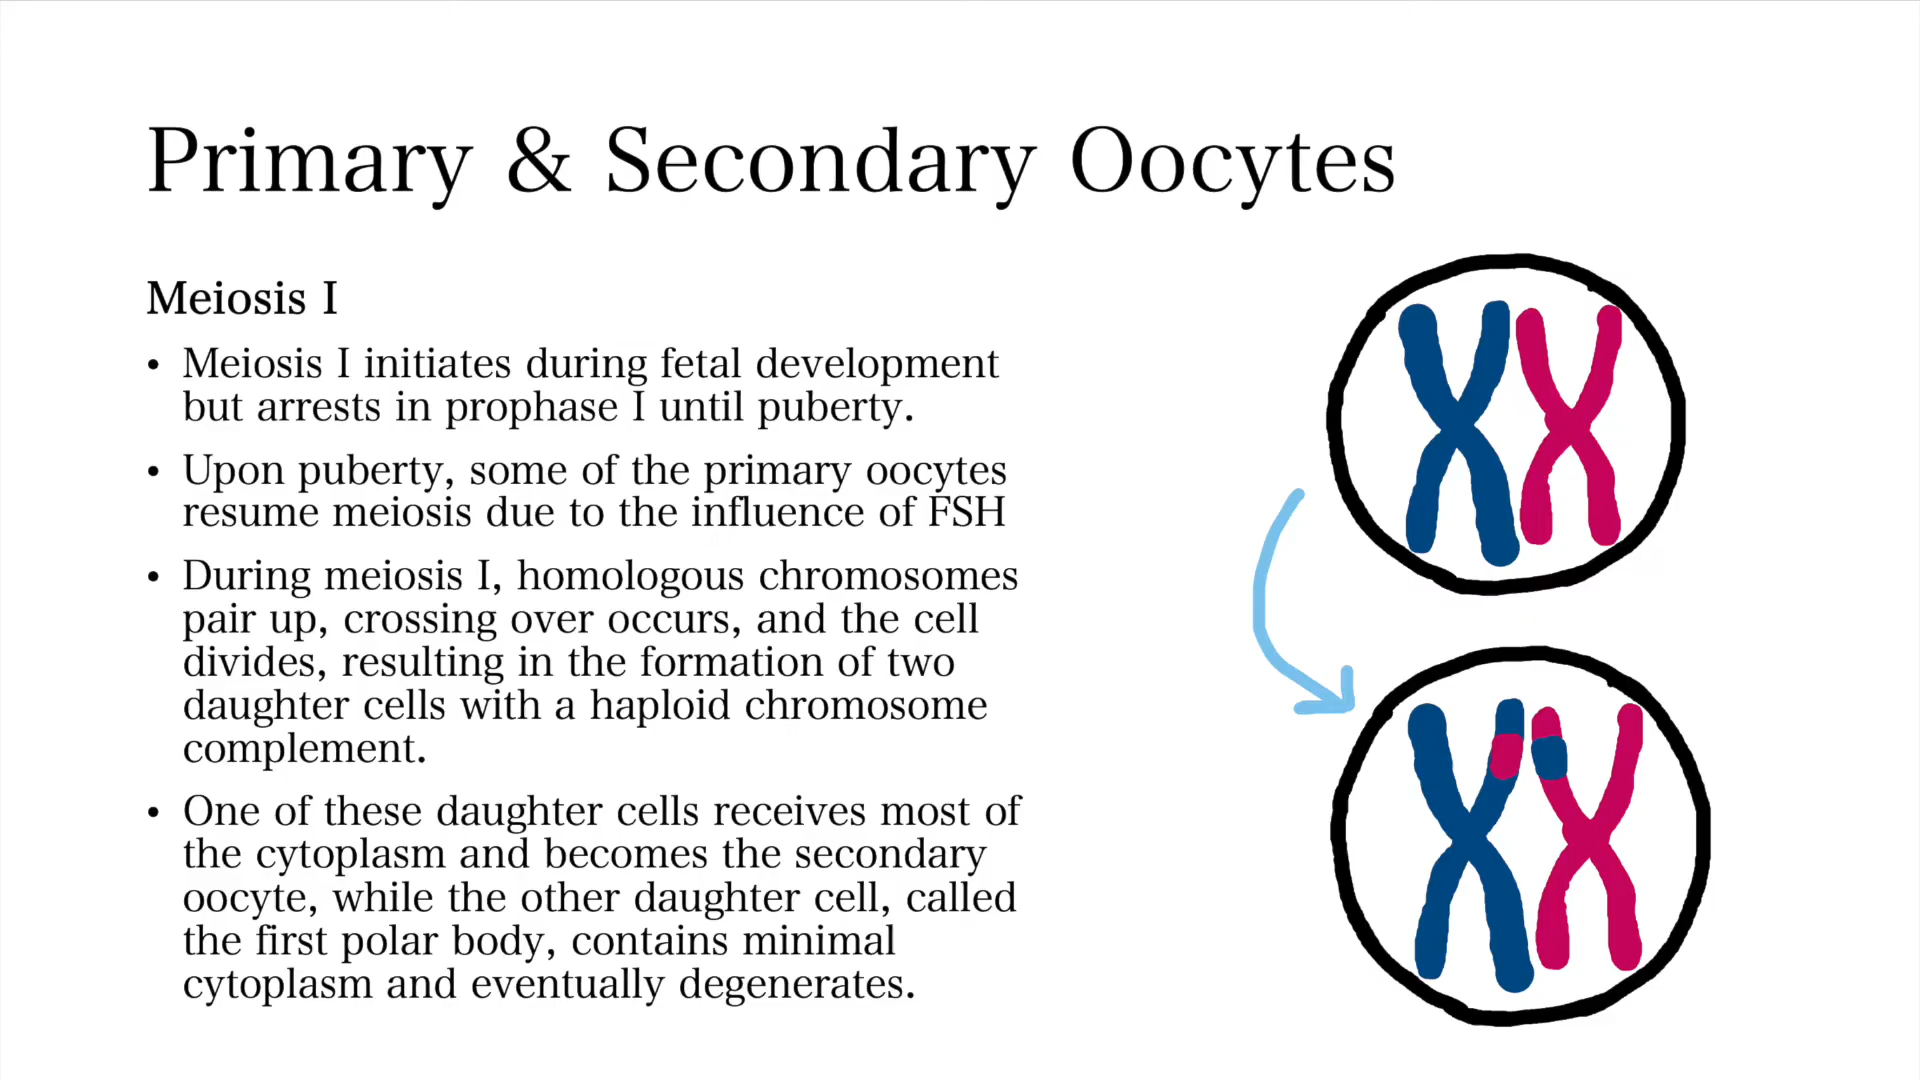 Primary & Secondary Oocytes
Meiosis I
• Meiosis I initiates during fetal development
but arrests in prophase I until puberty.
• Upon puberty, some of the primary oocytes
resume meiosis due to the influence of FSH
• During meiosis I, homologous chromosomes
pair up, crossing over occurs, and the cell
divides, resulting in the formation of two
daughter cells with a haploid chromosome
complement.
• One of these daughter cells receives most of
the cytoplasm and becomes the secondary
oocyte, while the other daughter cell, called
the first polar body, contains minimal
cytoplasm and eventually degenerates.